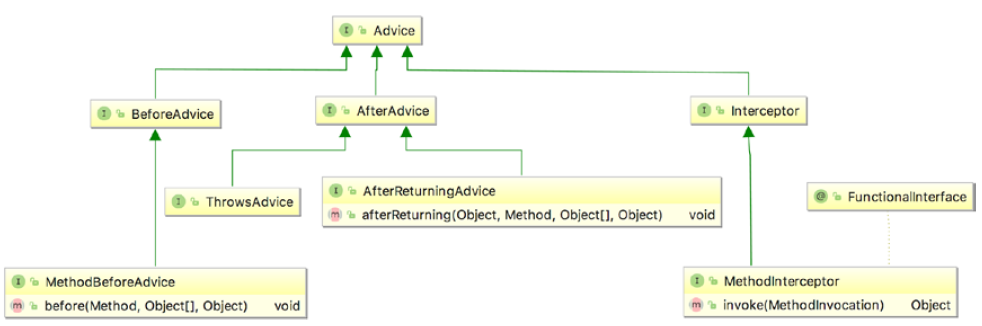 Advice
BeforeAdvice
AfterAdvice
Interceptor
ThrowsAdvice
AfterReturningAdvice
afterReturning(Object, Method, Object[], Object) void
FunctionalInterface
MethodBeforeAdvice
before(Method, Object[], Object) void
MethodInterceptor
invoke(MethodInvocation) Object